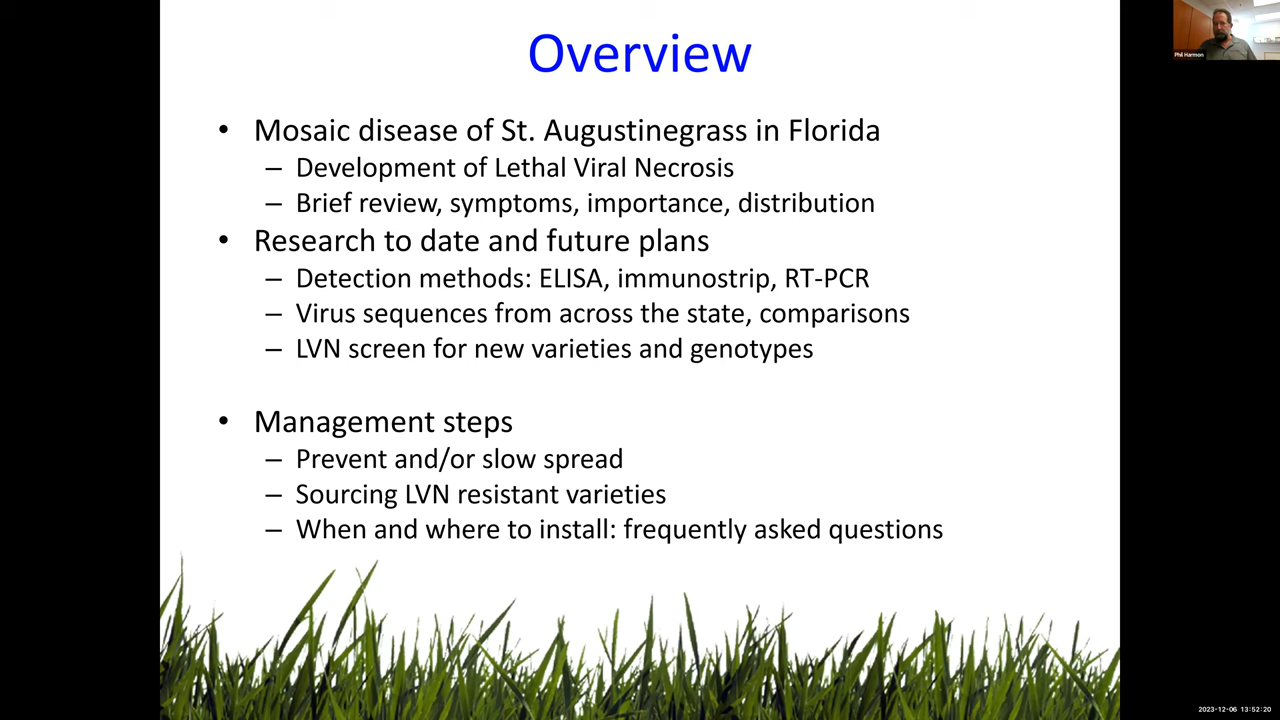 Overview
Phil Harmon
• Mosaic disease of St. Augustinegrass in Florida
– Development of Lethal Viral Necrosis
– Brief review, symptoms, importance, distribution
• Research to date and future plans
– Detection methods: ELISA, immunostrip, RT-PCR
– Virus sequences from across the state, comparisons
– LVN screen for new varieties and genotypes
• Management steps
– Prevent and/or slow spread
– Sourcing LVN resistant varieties
– When and where to install: frequently asked questions
2023-12-06 13:52:20